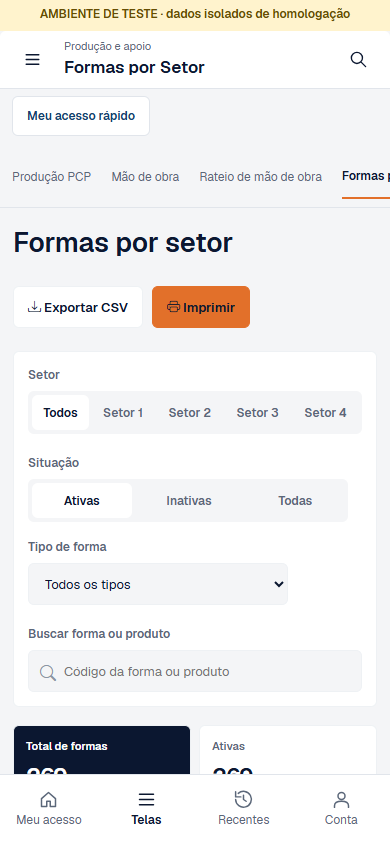 AMBIENTE DE TESTE · dados isolados de homologação
Produção e apoio
Formas por Setor
Meu acesso rápido
Produção PCP Mão de obra Rateio de mão de obra Formas p
Formas por setor
Exportar CSV Imprimir
Setor
Todos Setor 1 Setor 2 Setor 3 Setor 4
Situação
Ativas Inativas Todas
Tipo de forma
Todos os tipos
Buscar forma ou produto
Código da forma ou produto
Total de formas Ativas
Meu acesso Telas Recentes Conta